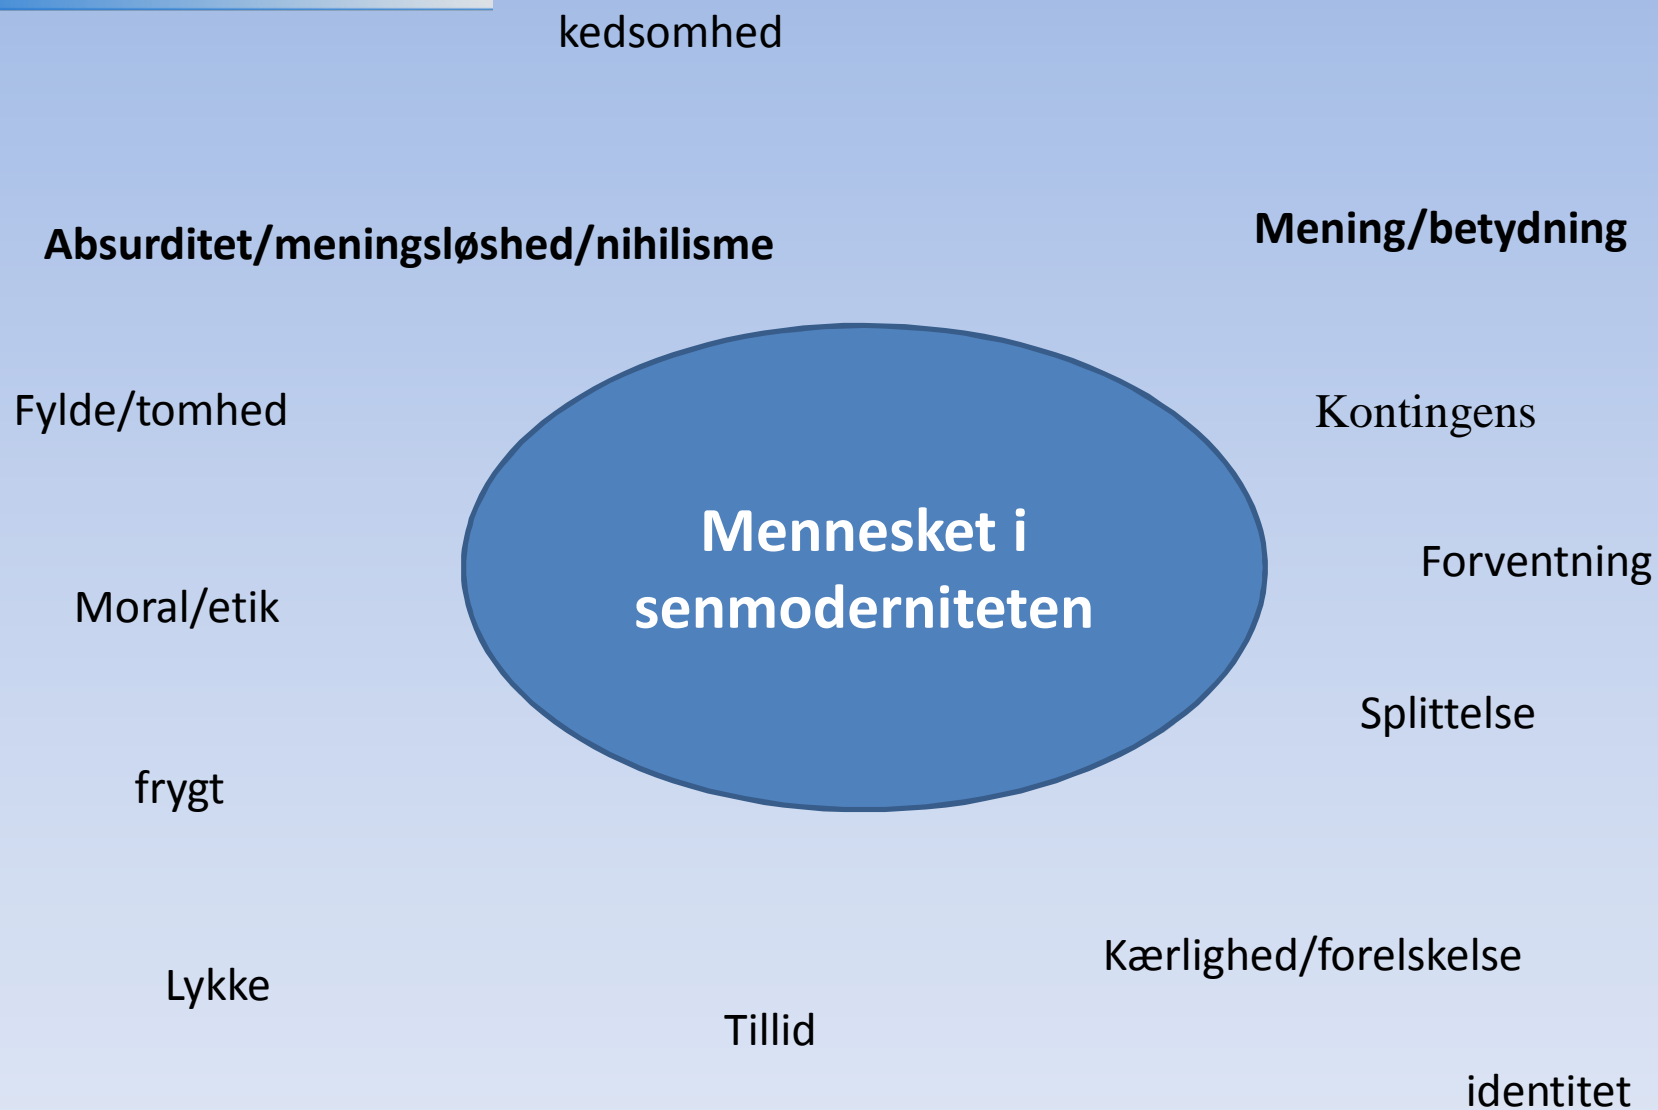 kedsomhed
Absurditet/meningsløshed/nihilisme
Mening/betydning
Fylde/tomhed
Kontingens
Mennesket i
senmoderniteten
Forventning
Moral/etik
Splittelse
frygt
Kærlighed/forelskelse
Lykke
Tillid
identitet